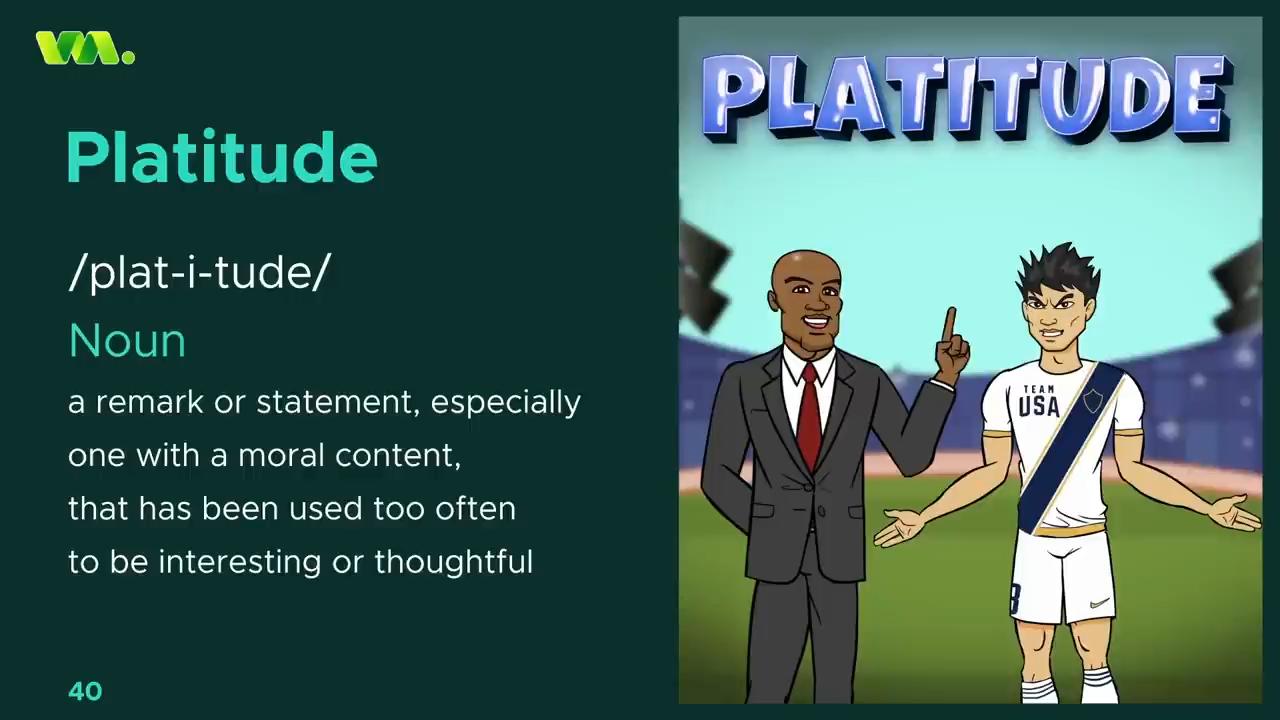 VA.
Platitude
/plat-i-tude/
Noun
a remark or statement, especially
one with a moral content,
that has been used too often
to be interesting or thoughtful
40
PLATITUDE
TEAM
USA